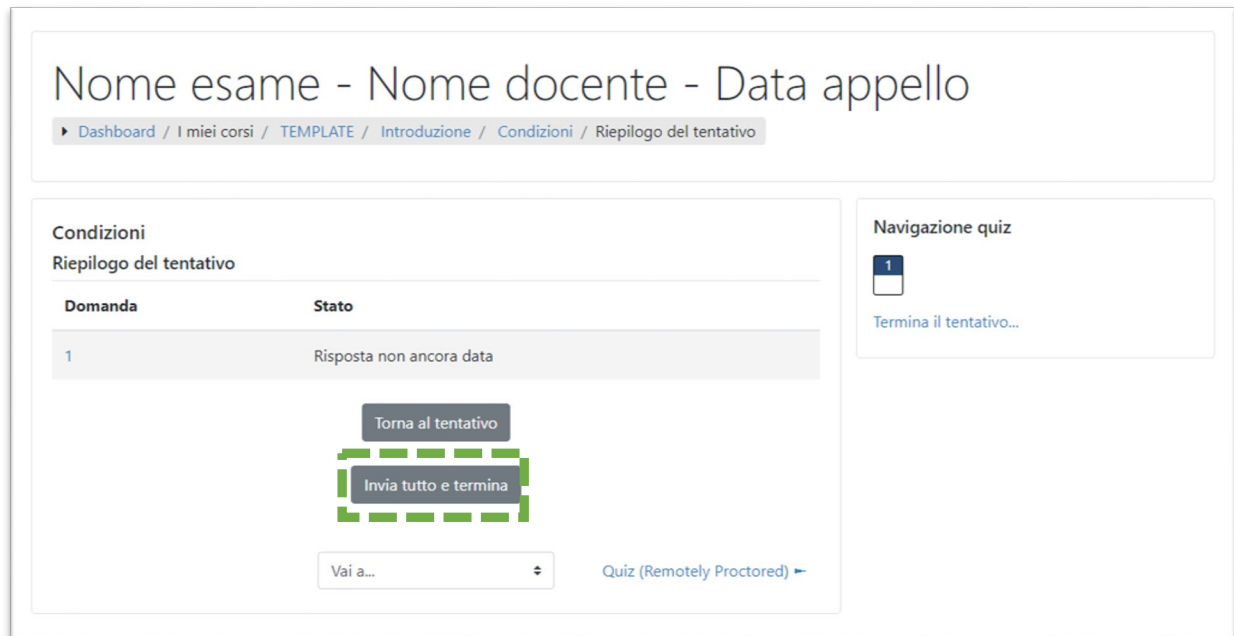 Nome esame - Nome docente - Data appello
Dashboard / I miei corsi / TEMPLATE / Introduzione / Condizioni / Riepilogo del tentativo
Condizioni
Riepilogo del tentativo
Domanda Stato
1 Risposta non ancora data
Torna al tentativo
Invia tutto e termina
Vai a... Quiz (Remotely Proctored) ►
Navigazione quiz
1
Termina il tentativo...